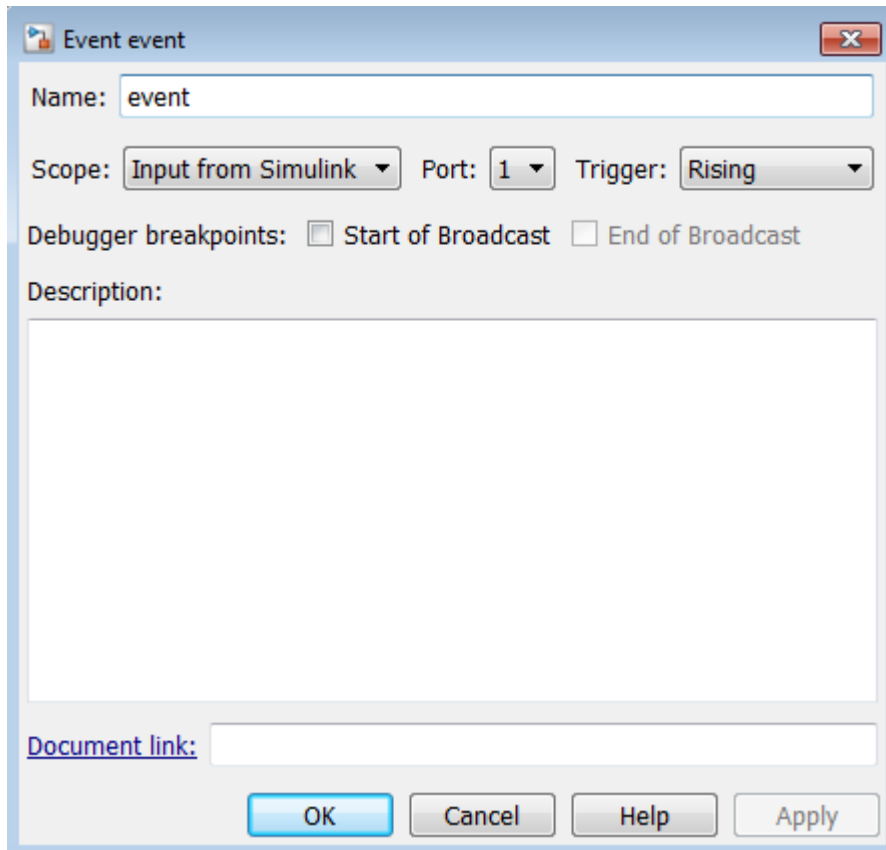 Event event
Name: event
Scope: Input from Simulink Port: 1 Trigger: Rising
Debugger breakpoints: Start of Broadcast End of Broadcast
Description:
Document link:
OK Cancel Help Apply